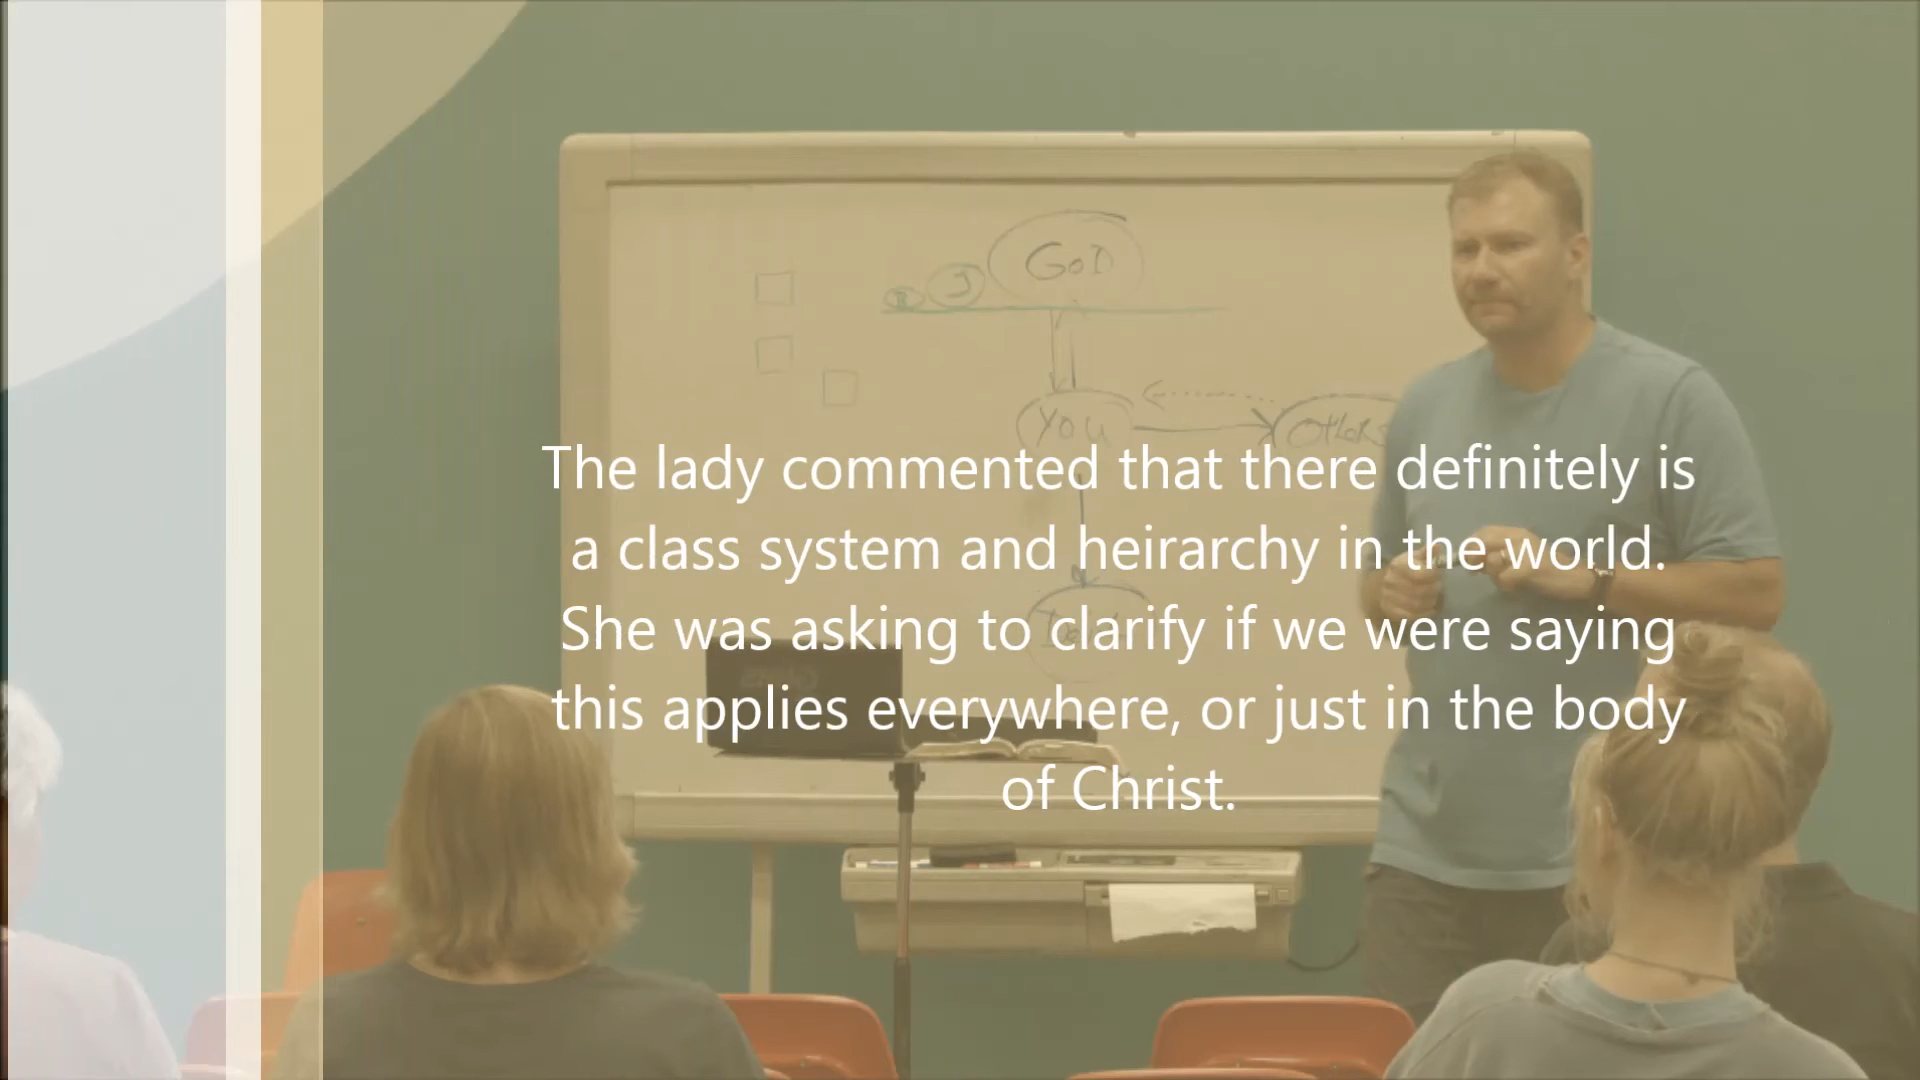 GOD
J
YOU
OTHERS
The lady commented that there definitely is
a class system and heirarchy in the world.
She was asking to clarify if we were saying
this applies everywhere, or just in the body
of Christ.